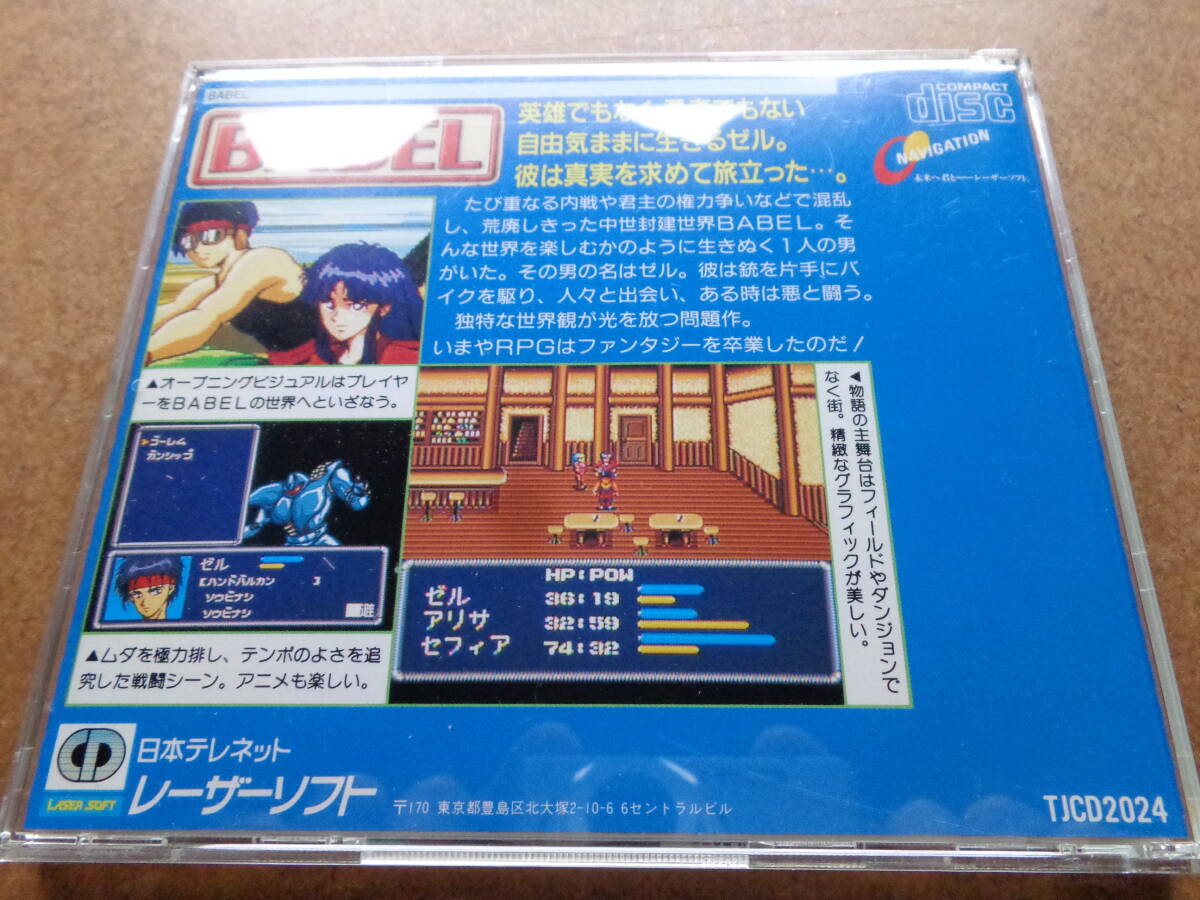 BABEL
BABEL
COMPACT
disc
NAVIGATION
未来へ君と——レーザーソフト.
英雄でもなく勇者でもない
自由気ままに生きるゼル。
彼は真実を求めて旅立った…。
たび重なる内戦や君主の権力争いなどで混乱
し、荒廃しきった中世封建世界BABEL。そ
んな世界を楽しむかのように生きぬく1人の男
がいた。その男の名はゼル。彼は銃を片手にバ
イクを駆り、人々と出会い、ある時は悪と闘う。
独特な世界観が光を放つ問題作。
いまやRPGはファンタジーを卒業したのだ!
▲オープニングビジュアルはプレイヤ
ーをBABELの世界へといざなう。
ゴーレム
ガンシップ
ゼル
[ハンドバルカン ]
ソウビナシ
ソウビナシ
▲ムダを極力排し、テンポのよさを追
究した戦闘シーン。アニメも楽しい。
◀物語の主舞台はフィールドやダンジョンで
なく街。精緻なグラフィックが美しい。
HP:POW
ゼル 36:19
アリサ 32:59
セフィア 74:32
LASER SOFT
日本テレネット
レーザーソフト
〒170 東京都豊島区北大塚2-10-6 6セントラルビル
TJCD2024